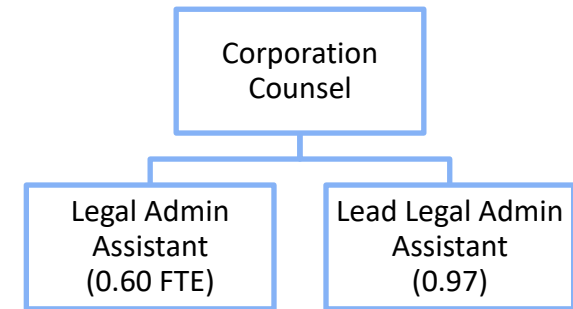 Corporation
Counsel
Legal Admin
Assistant
(0.60 FTE)
Lead Legal Admin
Assistant
(0.97)